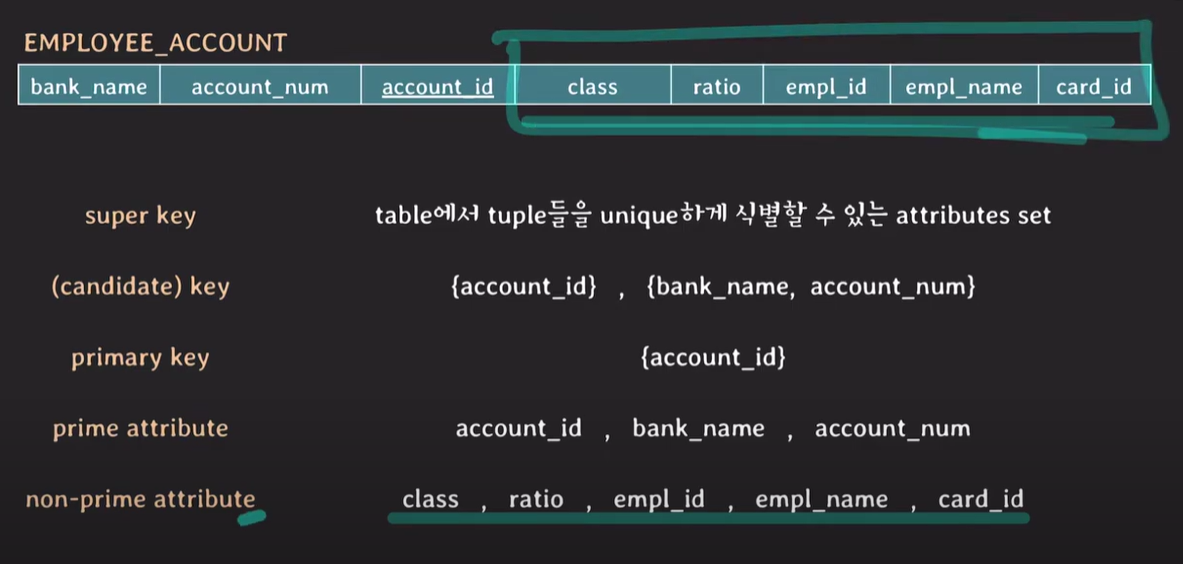 EMPLOYEE_ACCOUNT
bank_name account_num account_id class ratio empl_id empl_name card_id
super key table에서 tuple들을 unique하게 식별할 수 있는 attributes set
(candidate) key {account_id} , {bank_name, account_num}
primary key {account_id}
prime attribute account_id , bank_name , account_num
non-prime attribute class , ratio , empl_id , empl_name , card_id